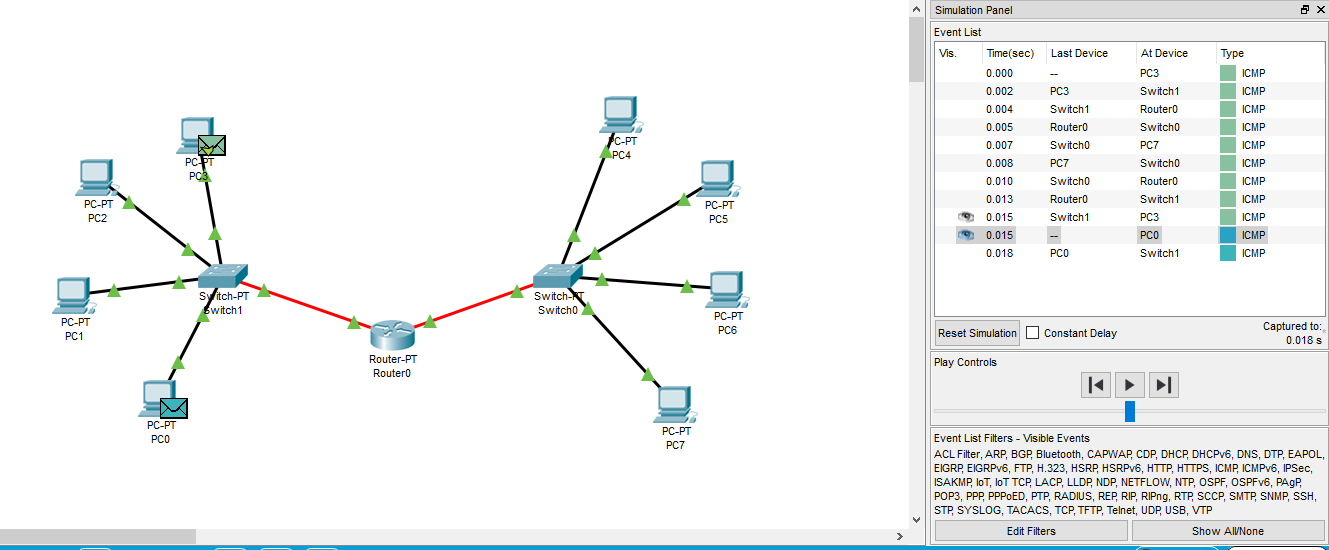 PC-PT
PC3
PC-PT
PC2
PC-PT
PC1
PC-PT
PC0
Switch-PT
Switch1
Router-PT
Router0
Switch-PT
Switch0
PC-PT
PC4
PC-PT
PC5
PC-PT
PC6
PC-PT
PC7
Simulation Panel
Event List
Vis. Time(sec) Last Device At Device Type
0.000 -- PC3 ICMP
0.002 PC3 Switch1 ICMP
0.004 Switch1 Router0 ICMP
0.005 Router0 Switch0 ICMP
0.007 Switch0 PC7 ICMP
0.008 PC7 Switch0 ICMP
0.010 Switch0 Router0 ICMP
0.013 Router0 Switch1 ICMP
0.015 Switch1 PC3 ICMP
0.015 -- PC0 ICMP
0.018 PC0 Switch1 ICMP
Reset Simulation Constant Delay Captured to:
0.018 s
Play Controls
Event List Filters - Visible Events
ACL Filter, ARP, BGP, Bluetooth, CAPWAP, CDP, DHCP, DHCPv6, DNS, DTP, EAPOL,
EIGRP, EIGRPv6, FTP, H.323, HSRP, HSRPv6, HTTP, HTTPS, ICMP, ICMPv6, IPSec,
ISAKMP, IoT, IoT TCP, LACP, LLDP, NDP, NETFLOW, NTP, OSPF, OSPFv6, PAgP,
POP3, PPP, PPPoED, PTP, RADIUS, REP, RIP, RIPng, RTP, SCCP, SMTP, SNMP, SSH,
STP, SYSLOG, TACACS, TCP, TFTP, Telnet, UDP, USB, VTP
Edit Filters Show All/None